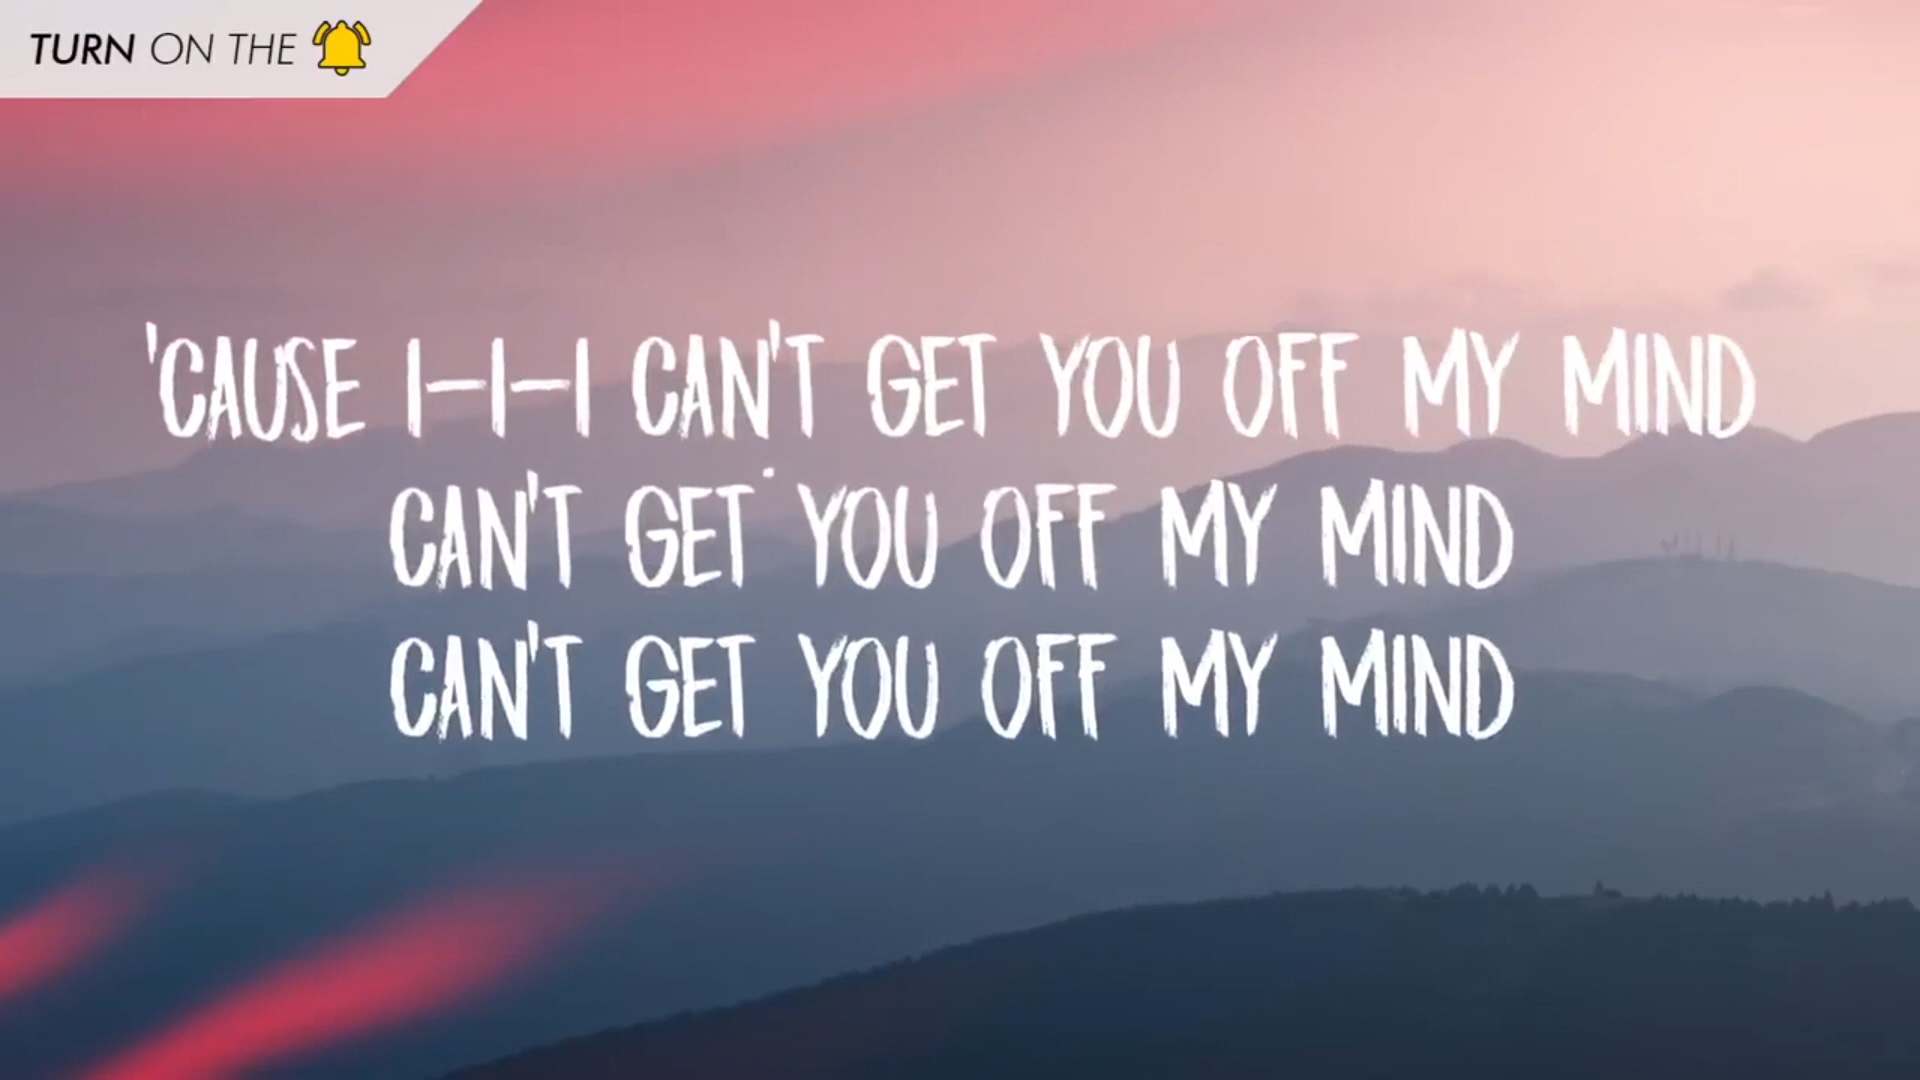 TURN ON THE
'CAUSE I-I-I CAN'T GET YOU OFF MY MIND
CAN'T GET YOU OFF MY MIND
CAN'T GET YOU OFF MY MIND